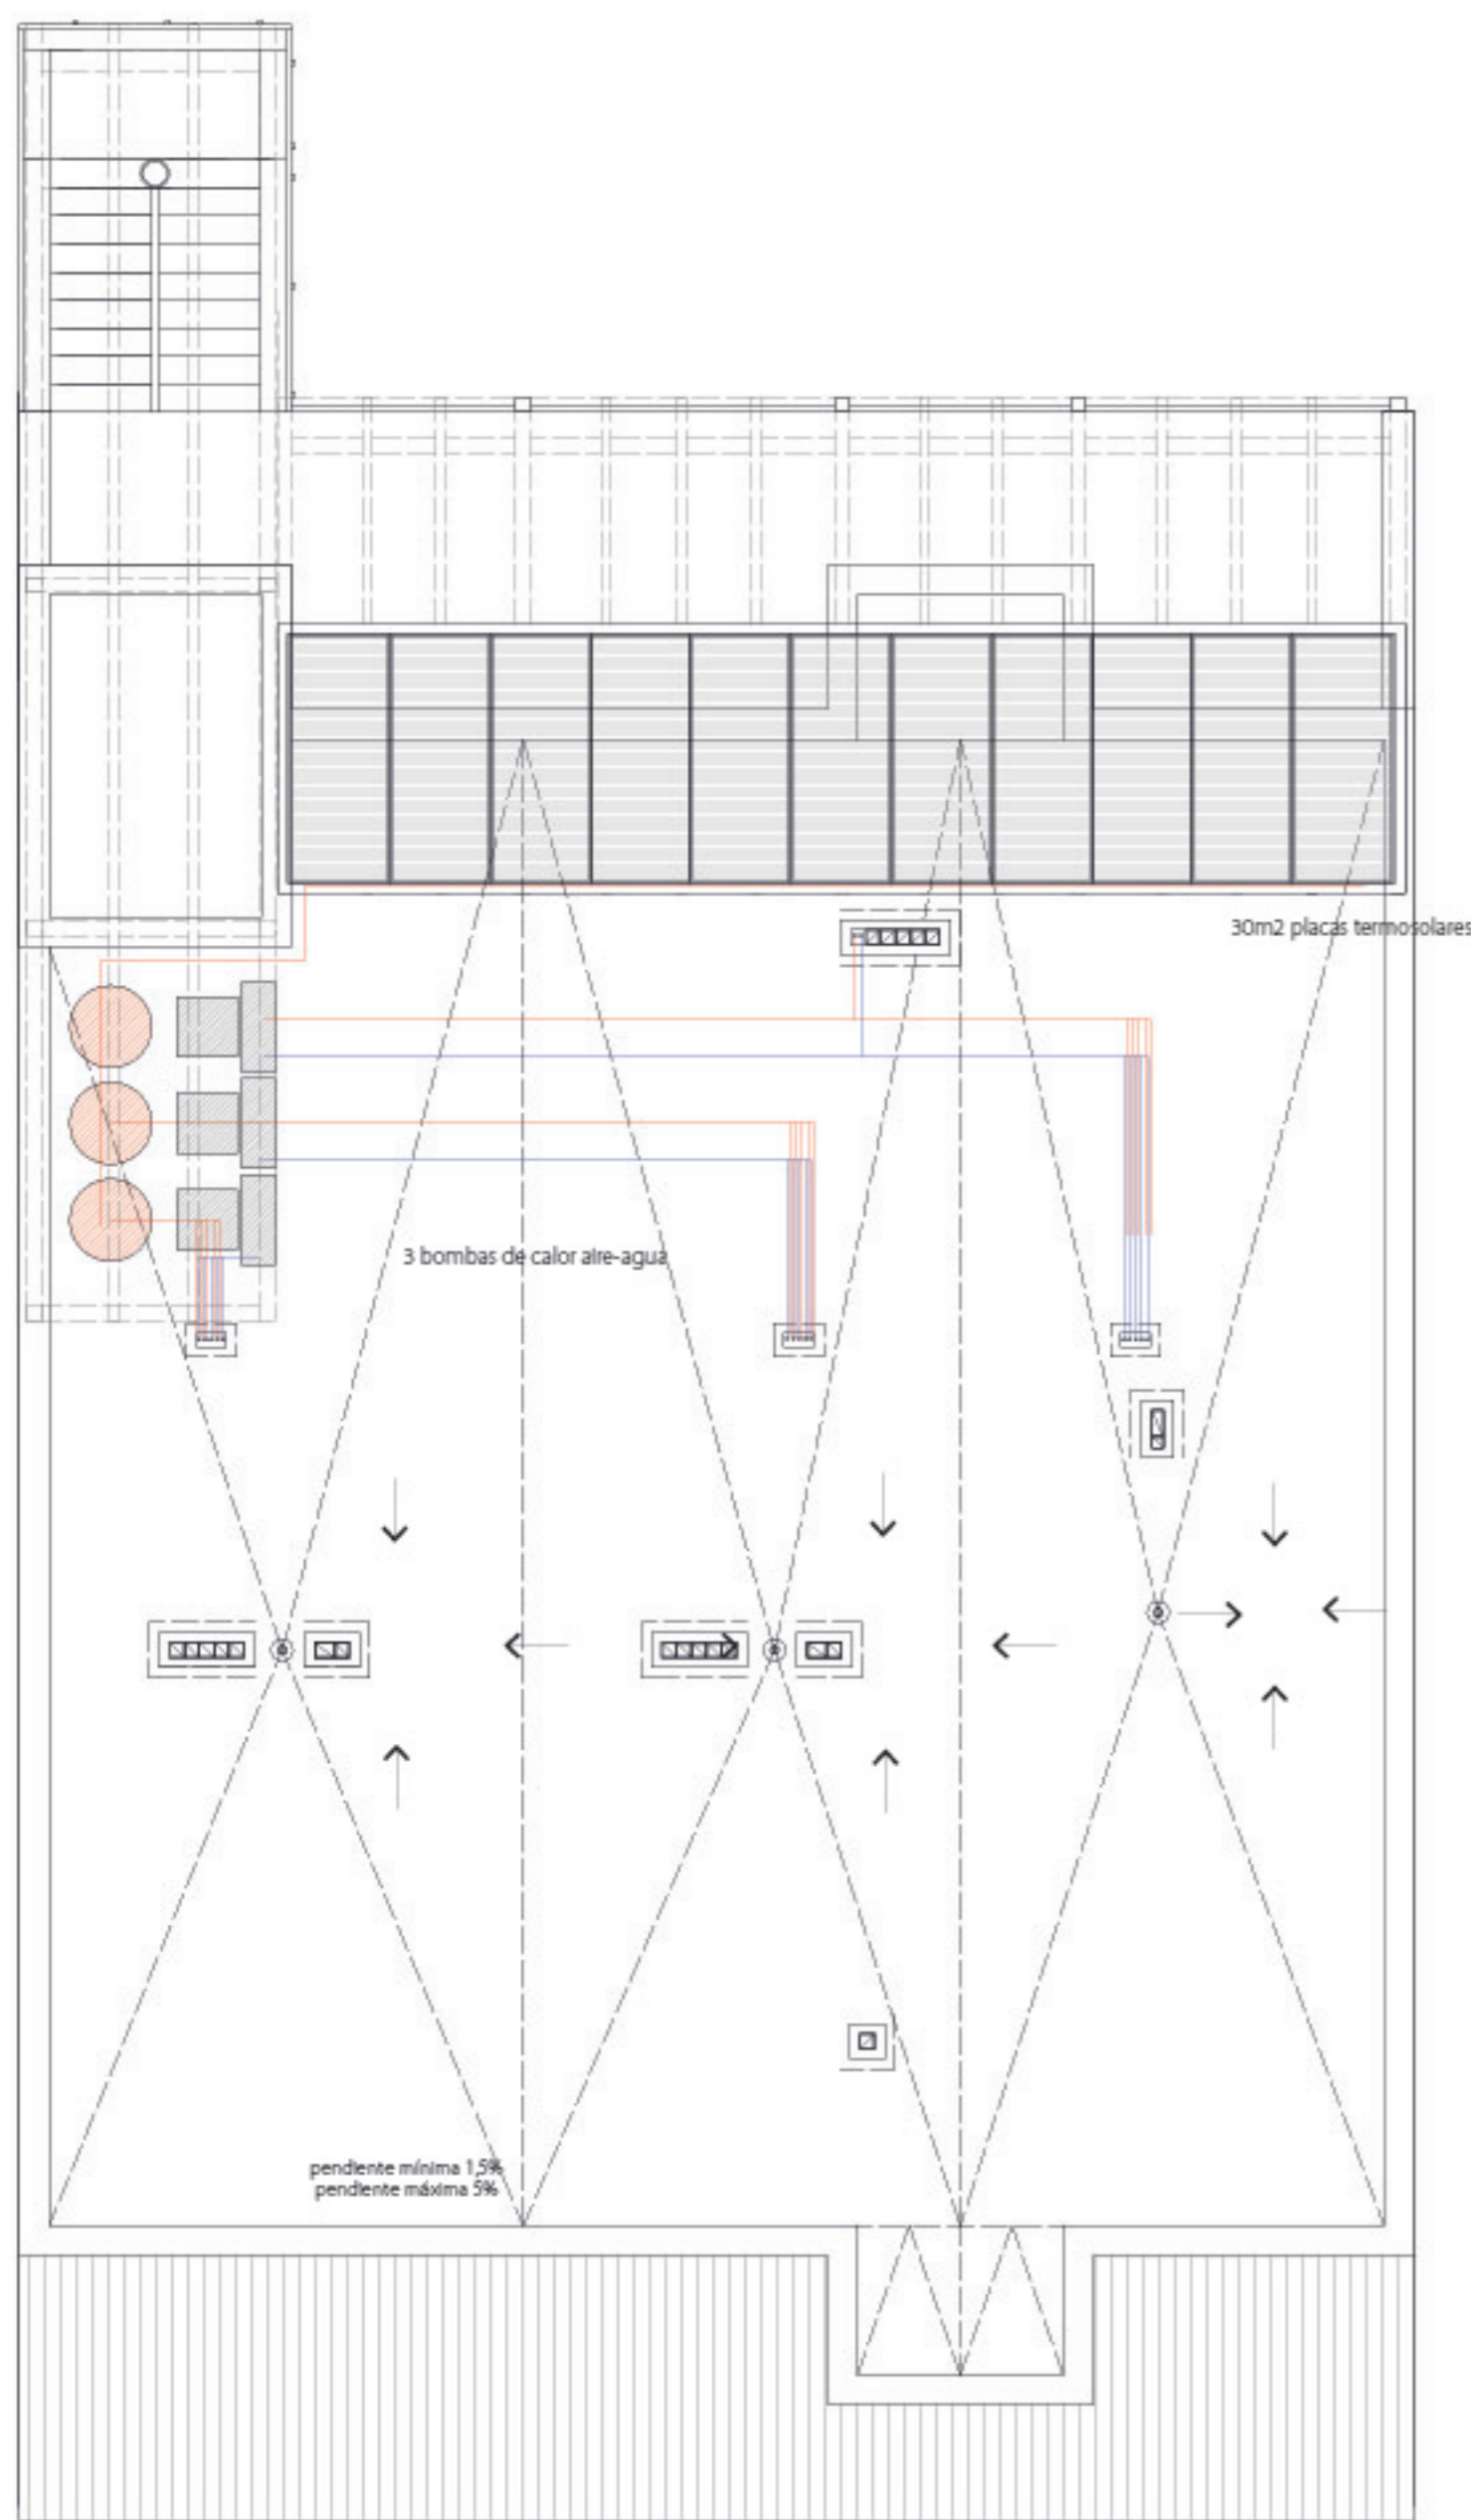 30m2 placas termosolares
3 bombas de calor aire-agua
pendiente mínima 1,5%
pendiente máxima 5%